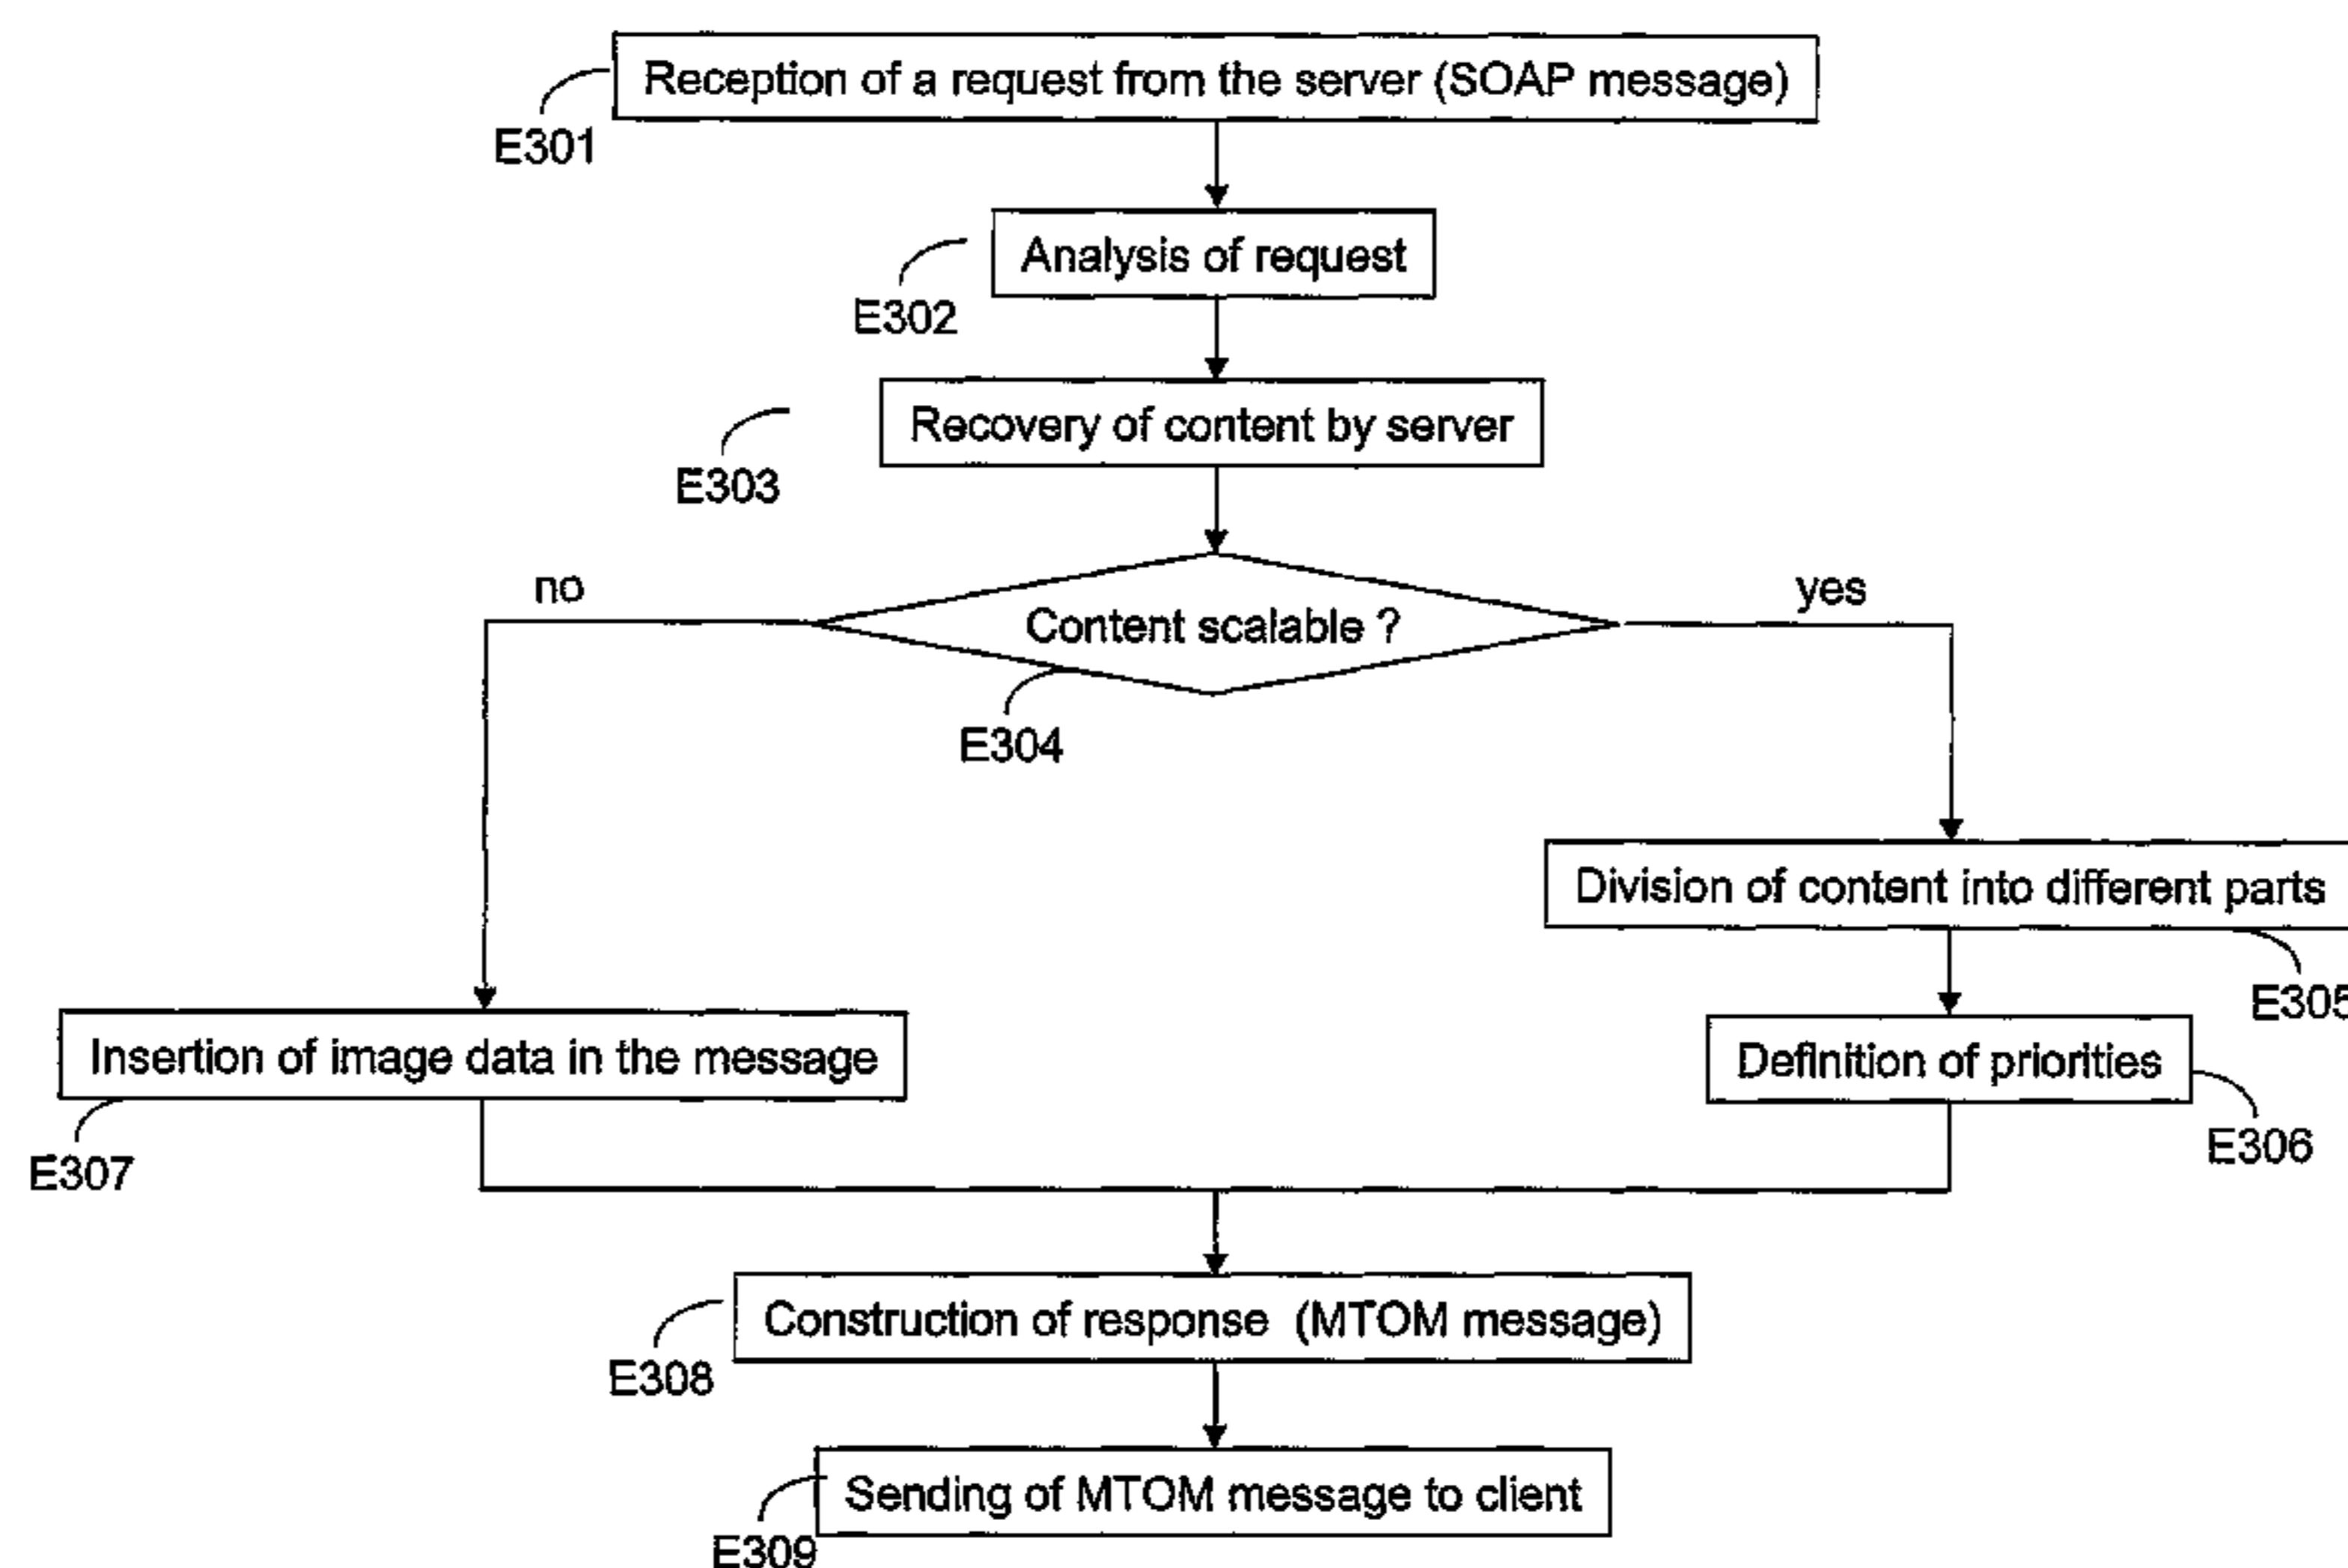 Reception of a request from the server (SOAP message)
E301
Analysis of request
E302
Recovery of content by server
E303
no
yes
Content scalable ?
E304
Division of content into different parts
E305
Insertion of image data in the message
Definition of priorities
E307
E306
Construction of response (MTOM message)
E308
Sending of MTOM message to client
E309